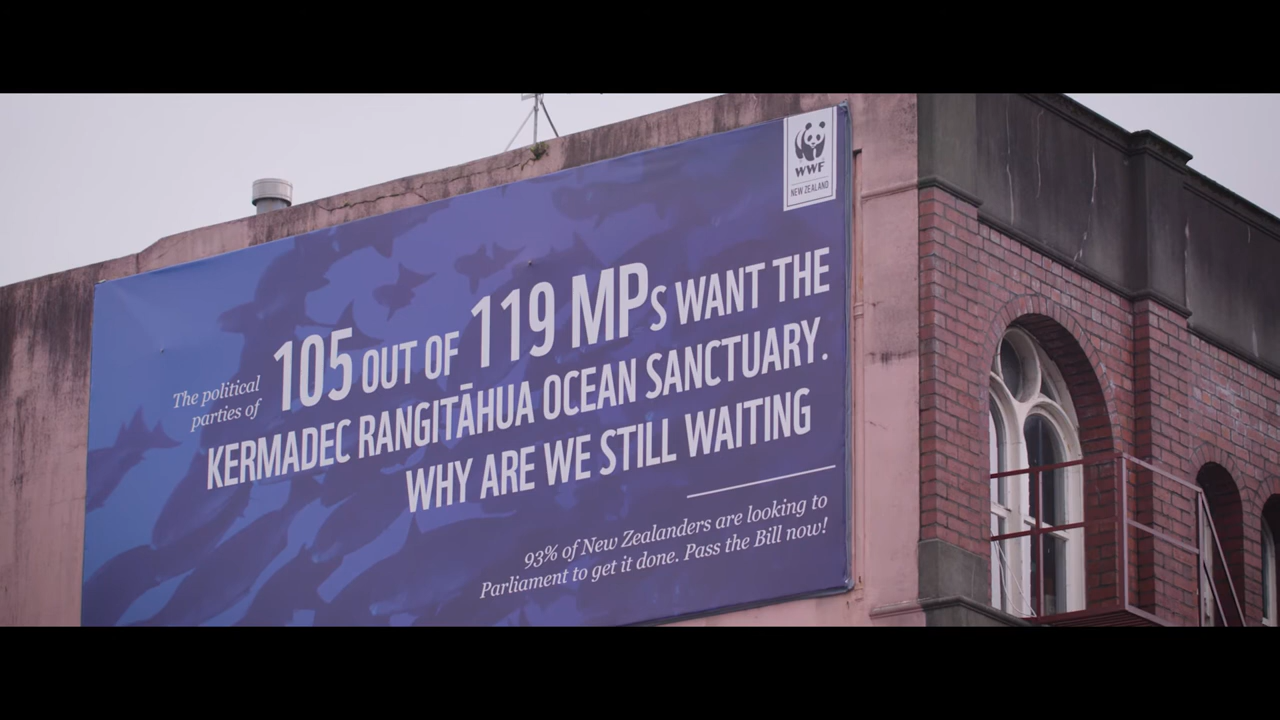 WWF
NEW ZEALAND
The political
parties of
105 OUT OF 119 MPs WANT THE
KERMADEC RANGITĀHUA OCEAN SANCTUARY.
WHY ARE WE STILL WAITING
93% of New Zealanders are looking to
Parliament to get it done. Pass the Bill now!